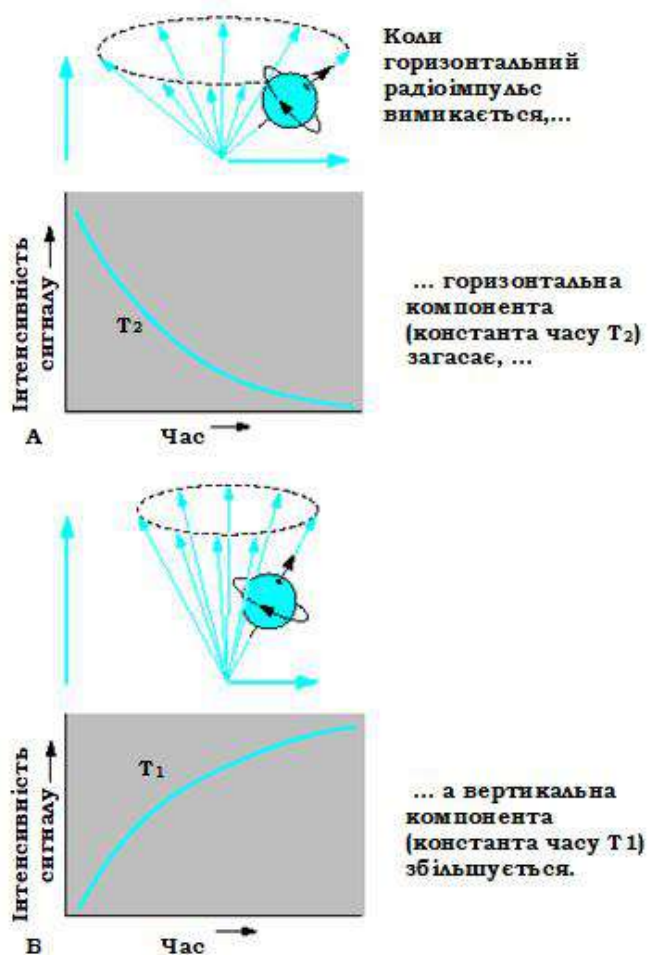 Коли
горизонтальний
радіоімпульс
вимикається,...
Інтенсивність
сигналу
T2
... горизонтальна
компонента
(константа часу T2)
загасає, ...
А
Час
Інтенсивність
сигналу
T1
... а вертикальна
компонента
(константа часу T1)
збільшується.
Б
Час